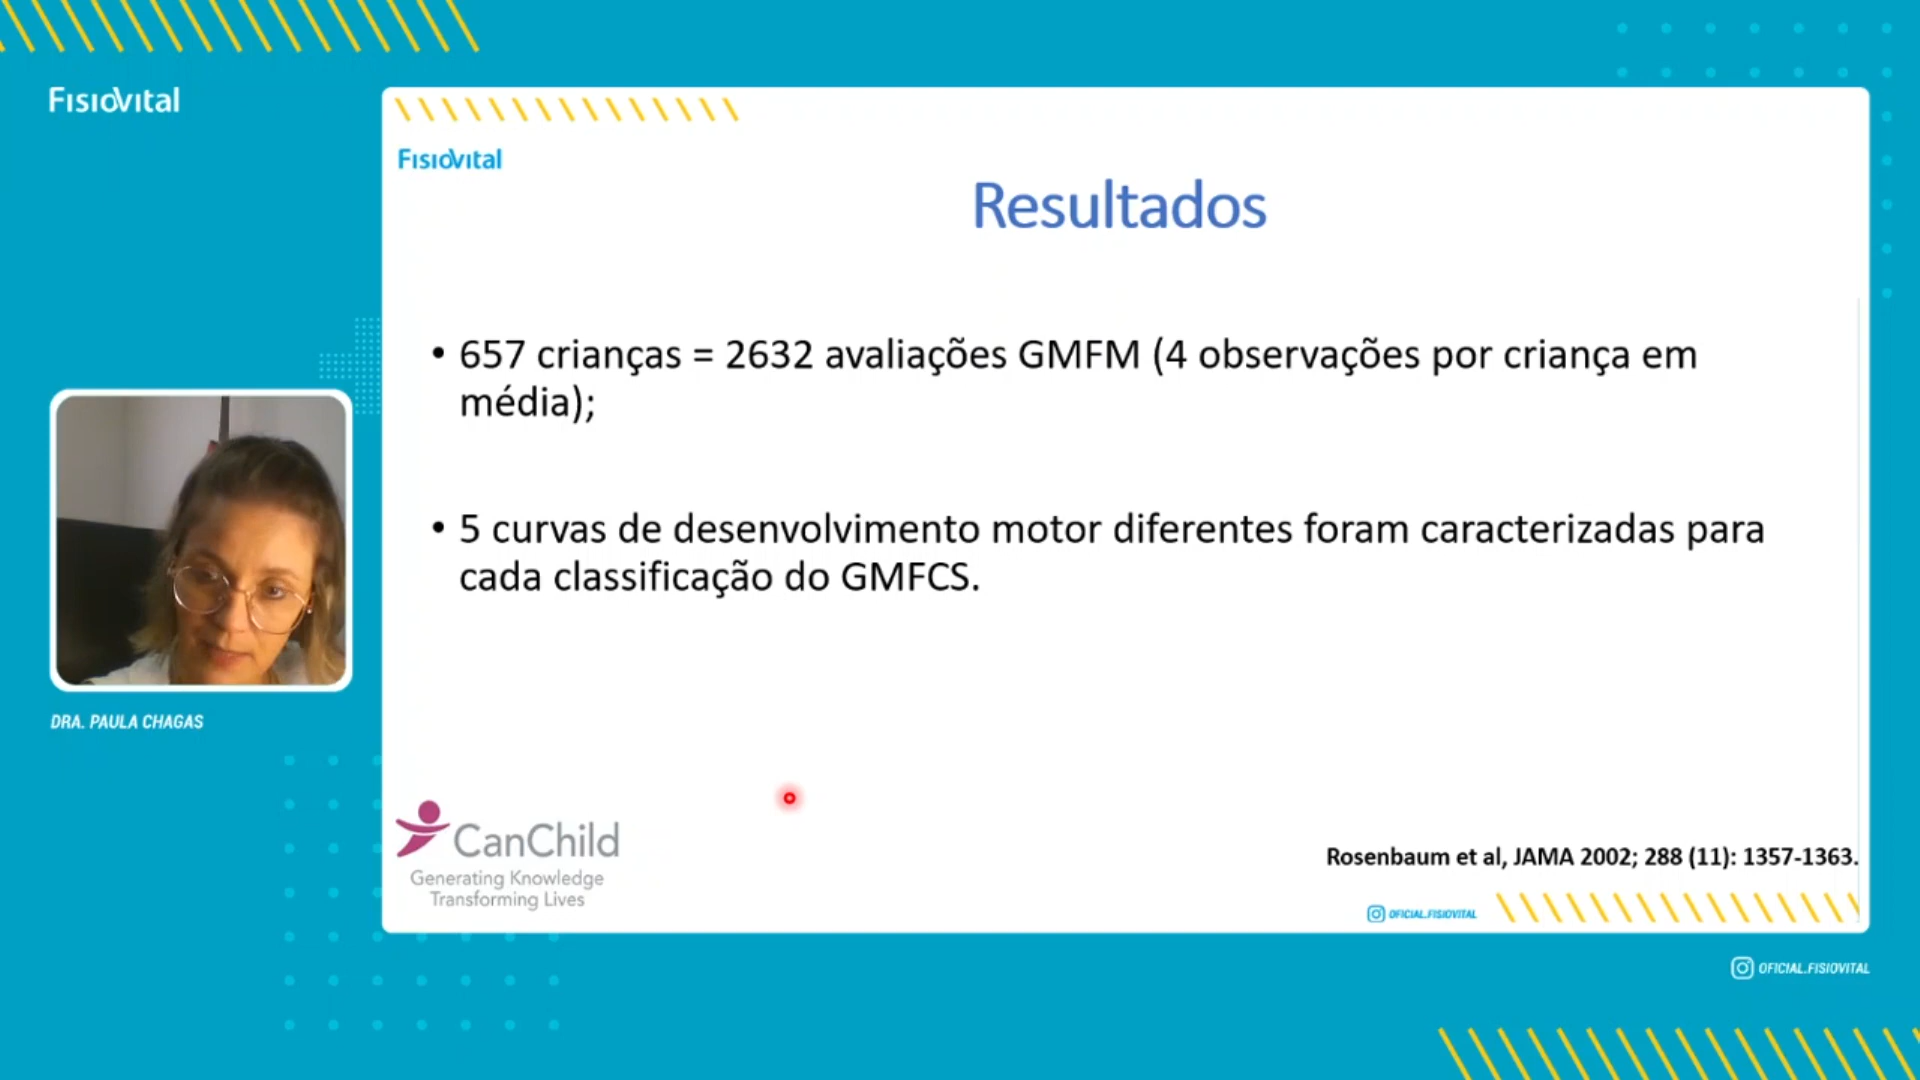 FisioVital
FisioVital
Resultados
• 657 crianças = 2632 avaliações GMFM (4 observações por criança em
média);
• 5 curvas de desenvolvimento motor diferentes foram caracterizadas para
cada classificação do GMFCS.
DRA. PAULA CHAGAS
CanChild
Generating Knowledge
Transforming Lives
Rosenbaum et al, JAMA 2002; 288 (11): 1357-1363.
OFICIAL.FISIOVITAL
OFICIAL.FISIOVITAL